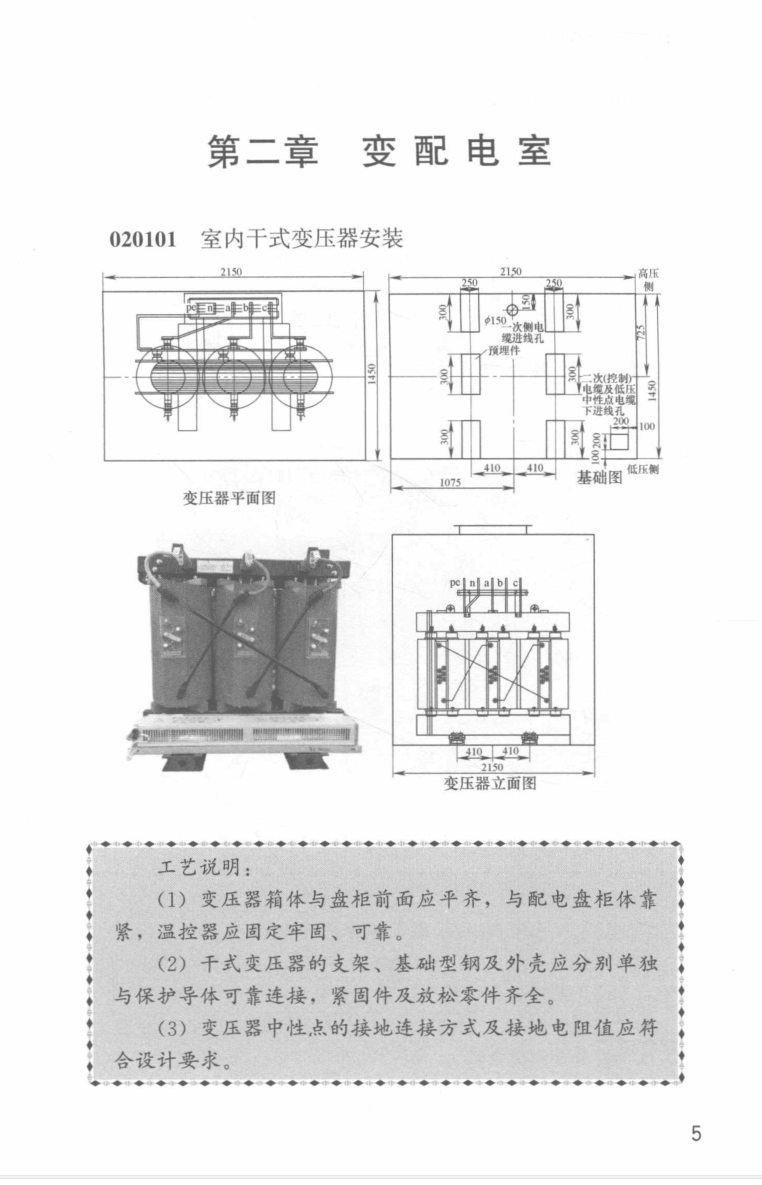 第二章 变配电室
020101 室内干式变压器安装
2150
pc n a b c
1450
变压器平面图
2150
高压
侧
250
250
300
150
300
φ150
一次侧电
缆进线孔
预埋件
725
300
300
二次(控制)
电缆及低压
中性点电缆
下进线孔
1450
200
100
300
300
200
100
410
410
1075
基础图
低压侧
pc n a b c
410
410
2150
变压器立面图
工艺说明：
（1）变压器箱体与盘柜前面应平齐，与配电盘柜体靠
紧，温控器应固定牢固、可靠。
（2）干式变压器的支架、基础型钢及外壳应分别单独
与保护导体可靠连接，紧固件及放松零件齐全。
（3）变压器中性点的接地连接方式及接地电阻值应符
合设计要求。
5